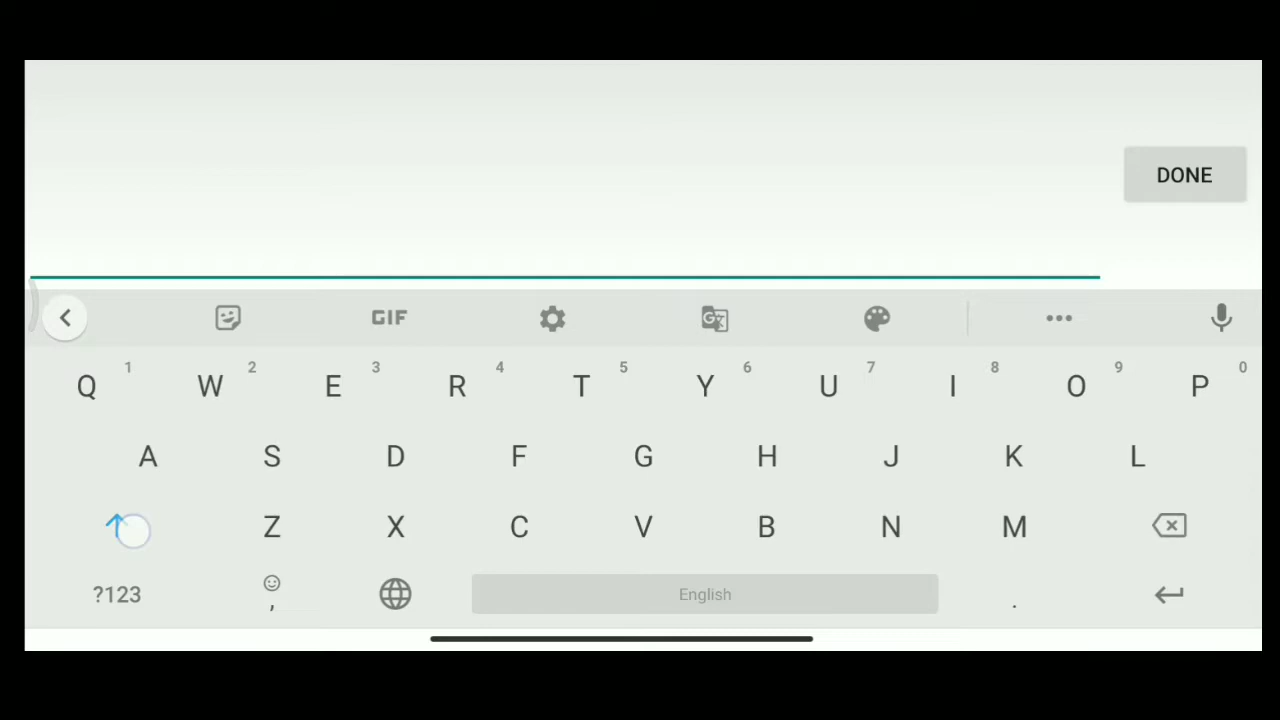 DONE
GIF
Q 1 W 2 E 3 R 4 T 5 Y 6 U 7 I 8 O 9 P 0
A S D F G H J K L
Z X C V B N M
?123 , English .